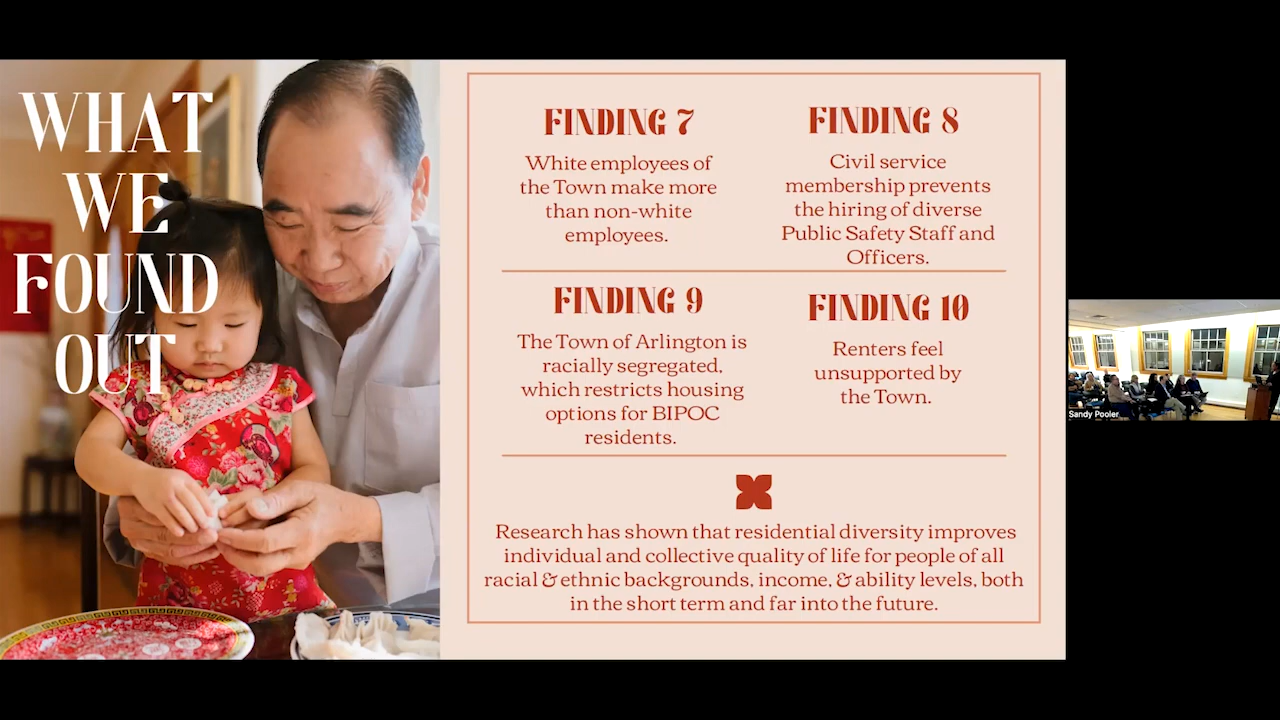 WHAT
WE
FOUND
OUT
FINDING 7
White employees of
the Town make more
than non-white
employees.
FINDING 8
Civil service
membership prevents
the hiring of diverse
Public Safety Staff and
Officers.
FINDING 9
The Town of Arlington is
racially segregated,
which restricts housing
options for BIPOC
residents.
FINDING 10
Renters feel
unsupported by
the Town.
Research has shown that residential diversity improves
individual and collective quality of life for people of all
racial & ethnic backgrounds, income, & ability levels, both
in the short term and far into the future.
Sandy Pooler